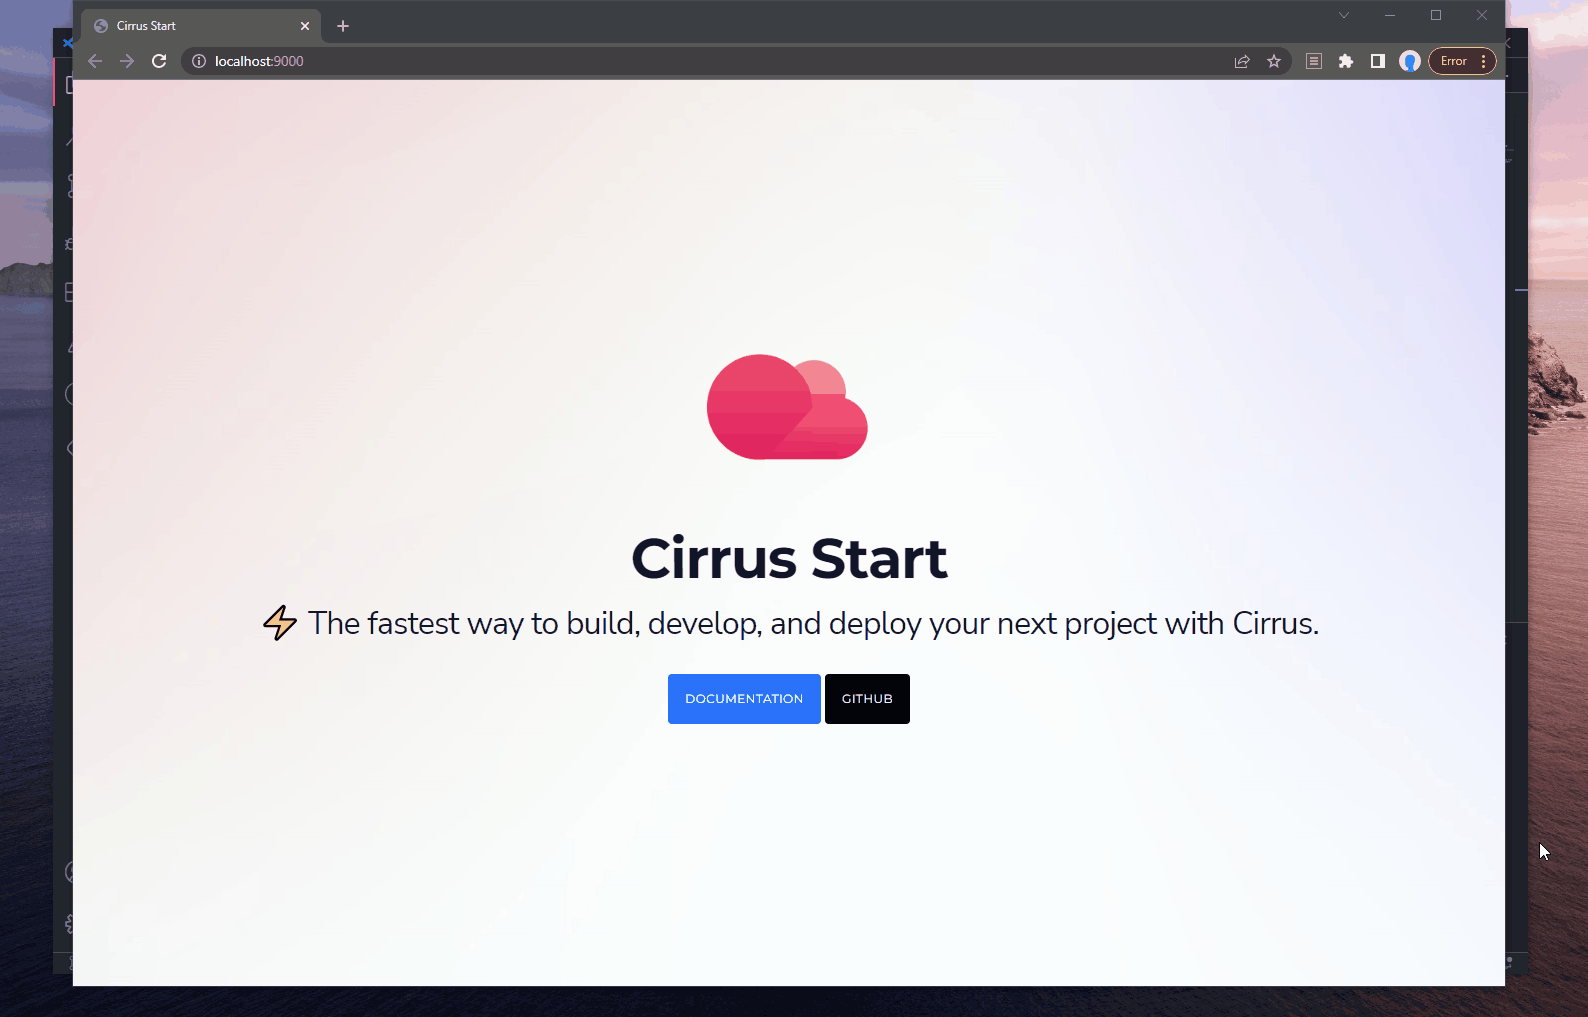 Cirrus Start
localhost:9000
Error
Cirrus Start
⚡ The fastest way to build, develop, and deploy your next project with Cirrus.
DOCUMENTATION
GITHUB